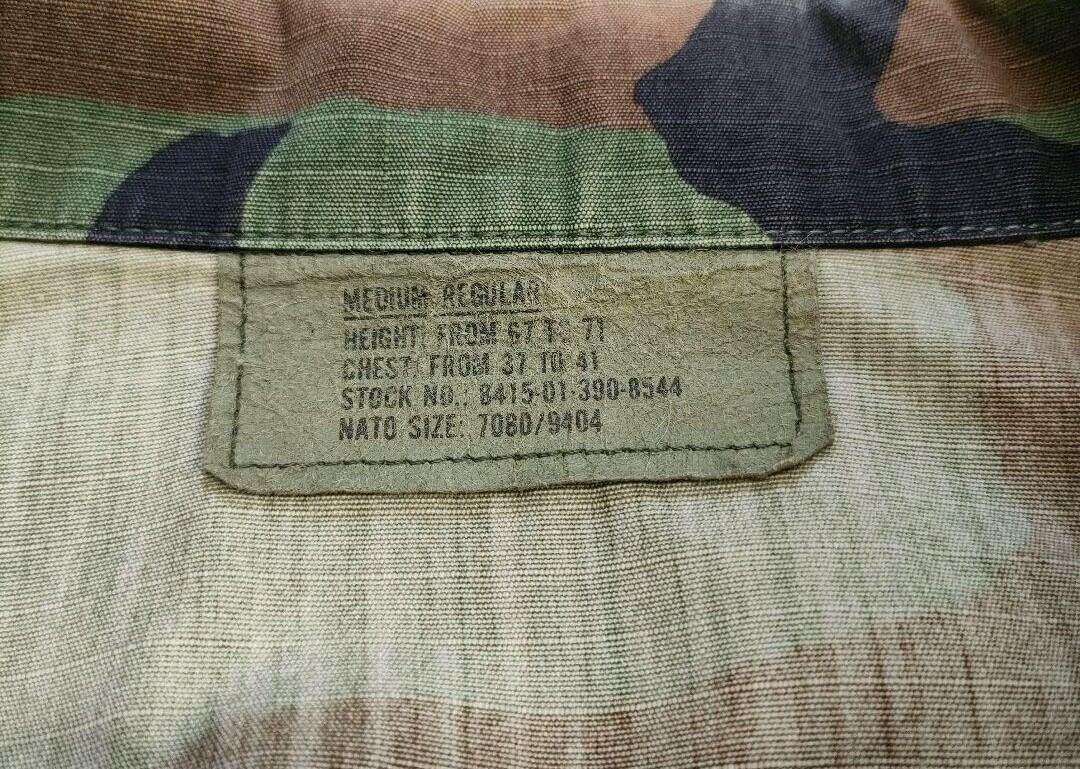 MEDIUM REGULAR
HEIGHT: FROM 67 TO 71
CHEST: FROM 37 TO 41
STOCK NO.: 8415-01-390-8544
NATO SIZE: 7080/9404